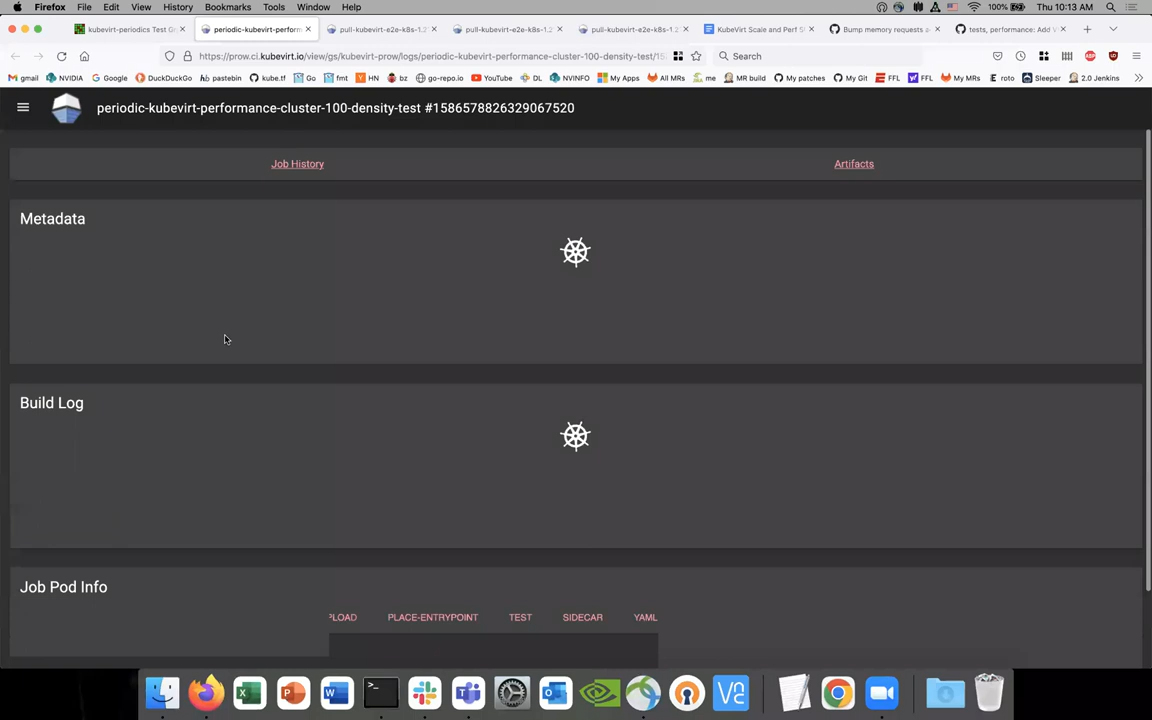 Firefox File Edit View History Bookmarks Tools Window Help 100% Thu 10:13 AM
kubevirt-periodics Test G periodic-kubevirt-perform pull-kubevirt-e2e-k8s-1.2 pull-kubevirt-e2e-k8s-1.2 pull-kubevirt-e2e-k8s-1.2 KubeVirt Scale and Perf S Bump memory requests a tests, performance: Add V
https://prow.ci.kubevirt.io/view/gs/kubevirt-prow/logs/periodic-kubevirt-performance-cluster-100-density-test/15 Search
gmail NVIDIA Google DuckDuckGo pastebin kube.tf Go fmt HN bz go-repo.io YouTube DL NVINFO My Apps All MRs me MR build My patches My Git FFL FFL My MRs roto Sleeper 2.0 Jenkins
periodic-kubevirt-performance-cluster-100-density-test #1586578826329067520
Job History Artifacts
Metadata
Build Log
Job Pod Info
PLOAD PLACE-ENTRYPOINT TEST SIDECAR YAML